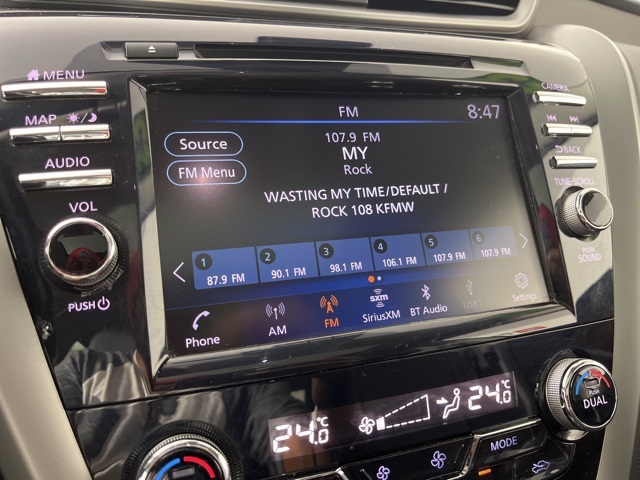 MENU
MAP
AUDIO
VOL
PUSH
FM
8:47
Source
FM Menu
107.9 FM
MY
Rock
WASTING MY TIME/DEFAULT /
ROCK 108 KFMW
1 87.9 FM
2 90.1 FM
3 98.1 FM
4 106.1 FM
5 107.9 FM
6 107.9 FM
Phone
AM
FM
sxm
SiriusXM
BT Audio
USB1
Settings
CAMERA
BACK
TUNE·SCROLL
PUSH
SOUND
24.0°C
24.0°C
PUSH
DUAL
MODE